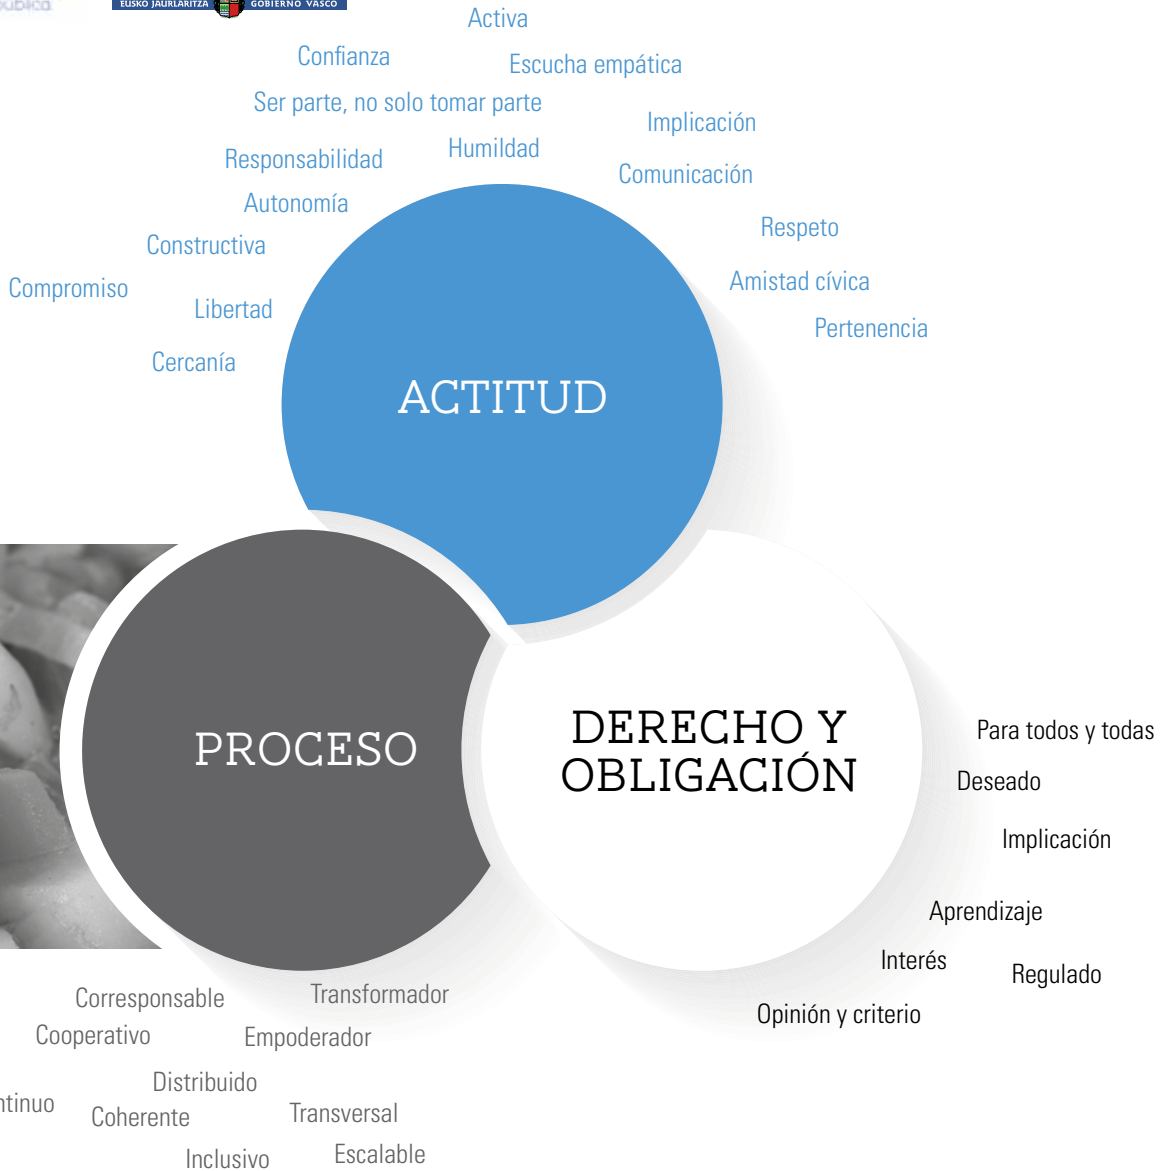 pública
EUSKO JAURLARITZA
GOBIERNO VASCO
Activa
Confianza
Escucha empática
Ser parte, no solo tomar parte
Implicación
Humildad
Responsabilidad
Comunicación
Autonomía
Respeto
Constructiva
Amistad cívica
Compromiso
Libertad
Pertenencia
Cercanía
ACTITUD
PROCESO
DERECHO Y
OBLIGACIÓN
Para todos y todas
Deseado
Implicación
Aprendizaje
Interés
Regulado
Opinión y criterio
Transformador
Corresponsable
Cooperativo
Empoderador
Distribuido
ntinuo
Coherente
Transversal
Escalable
Inclusivo